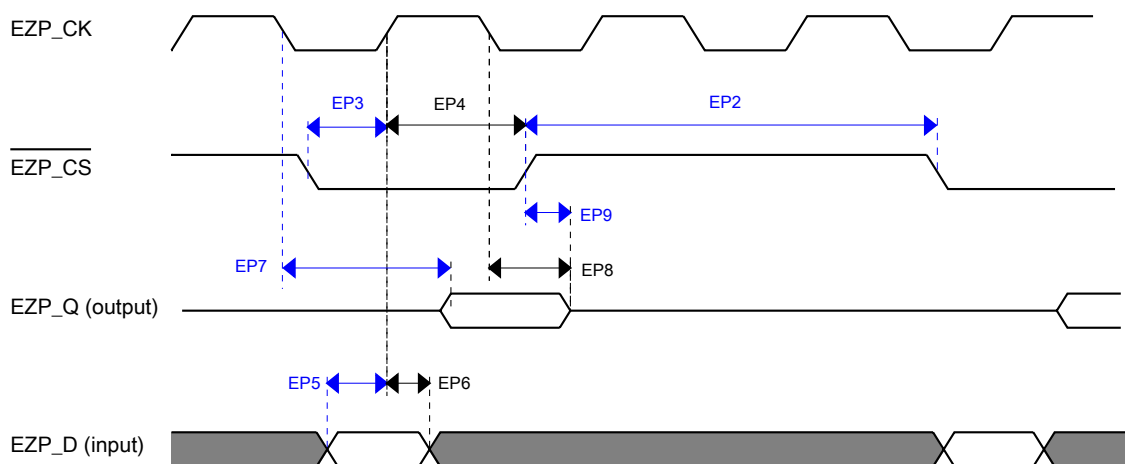 EZP_CK
EP3
EP4
EP2
EZP_CS
EP9
EP7
EP8
EZP_Q (output)
EP5
EP6
EZP_D (input)